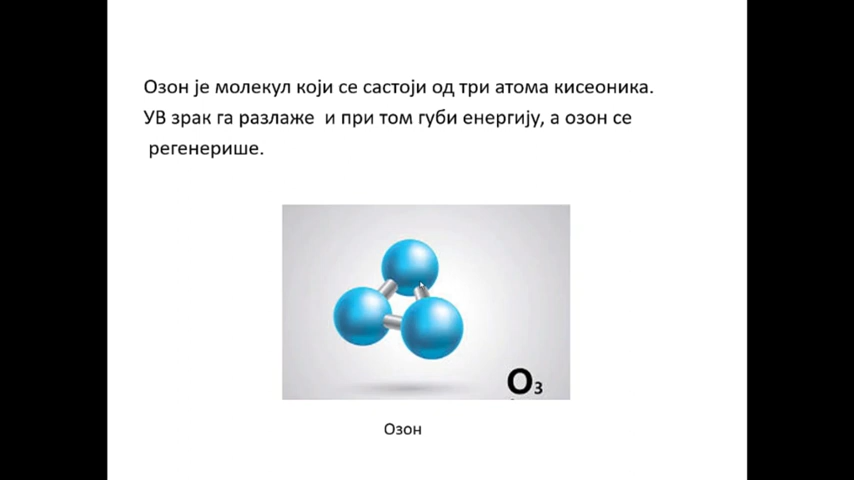 Озон је молекул који се састоји од три атома кисеоника.
УВ зрак га разлаже и при том губи енергију, а озон се
регенерише.
O3
Озон